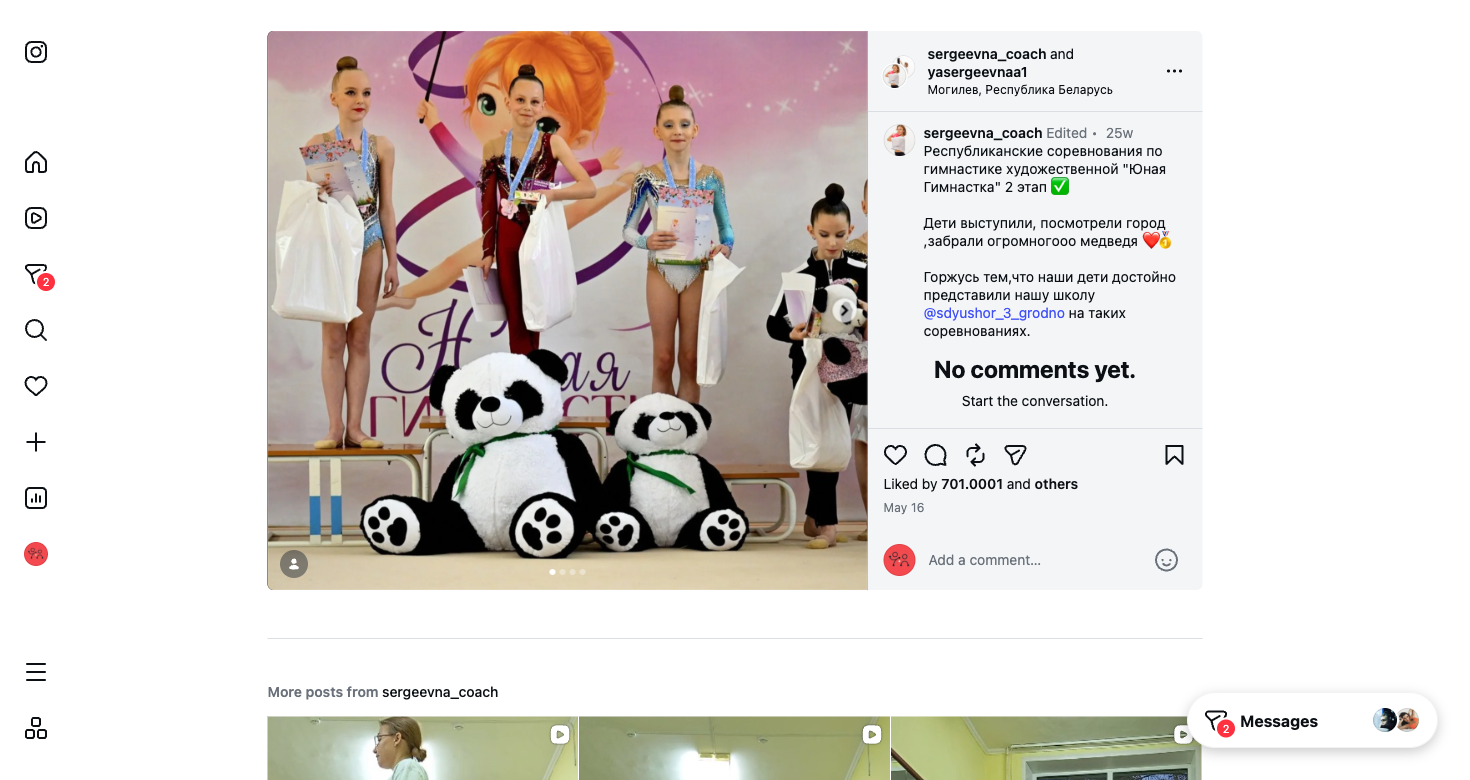 sergeevna_coach and
yasergeevnaa1
Могилев, Республика Беларусь
sergeevna_coach Edited • 25w
Республиканские соревнования по
гимнастике художественной "Юная
Гимнастка" 2 этап ✅
Дети выступили, посмотрели город
,забрали огромногооо медведя ❤️🥇
Горжусь тем,что наши дети достойно
представили нашу школу
@sdyushor_3_grodno на таких
соревнованиях.
No comments yet.
Start the conversation.
Liked by 701.0001 and others
May 16
Add a comment...
2
More posts from sergeevna_coach
2
Messages